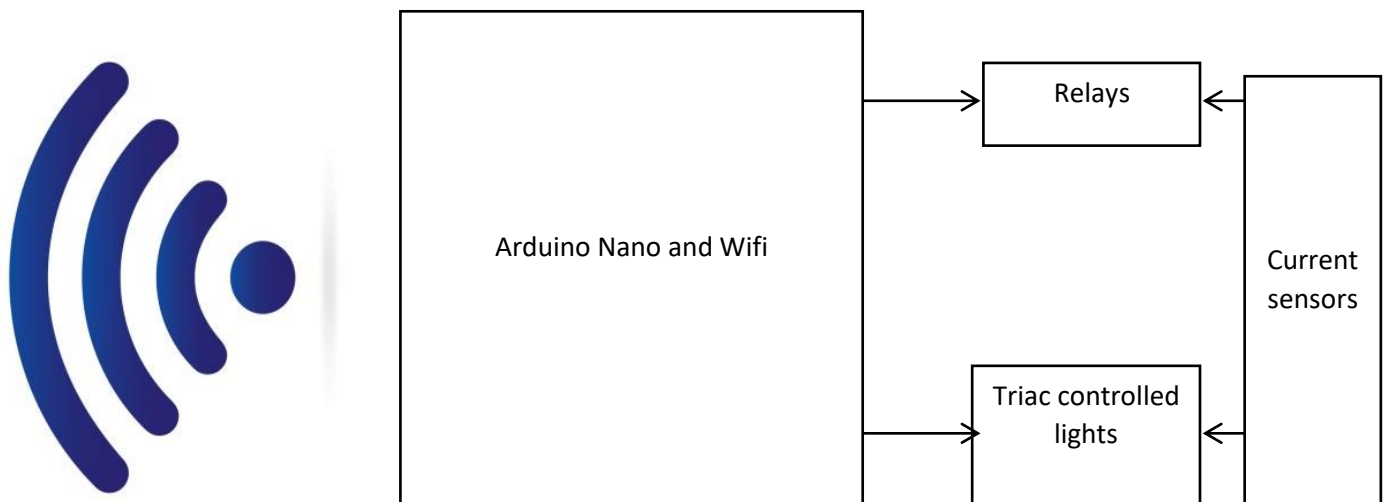 Relays
Arduino Nano and Wifi
Current
sensors
Triac controlled
lights